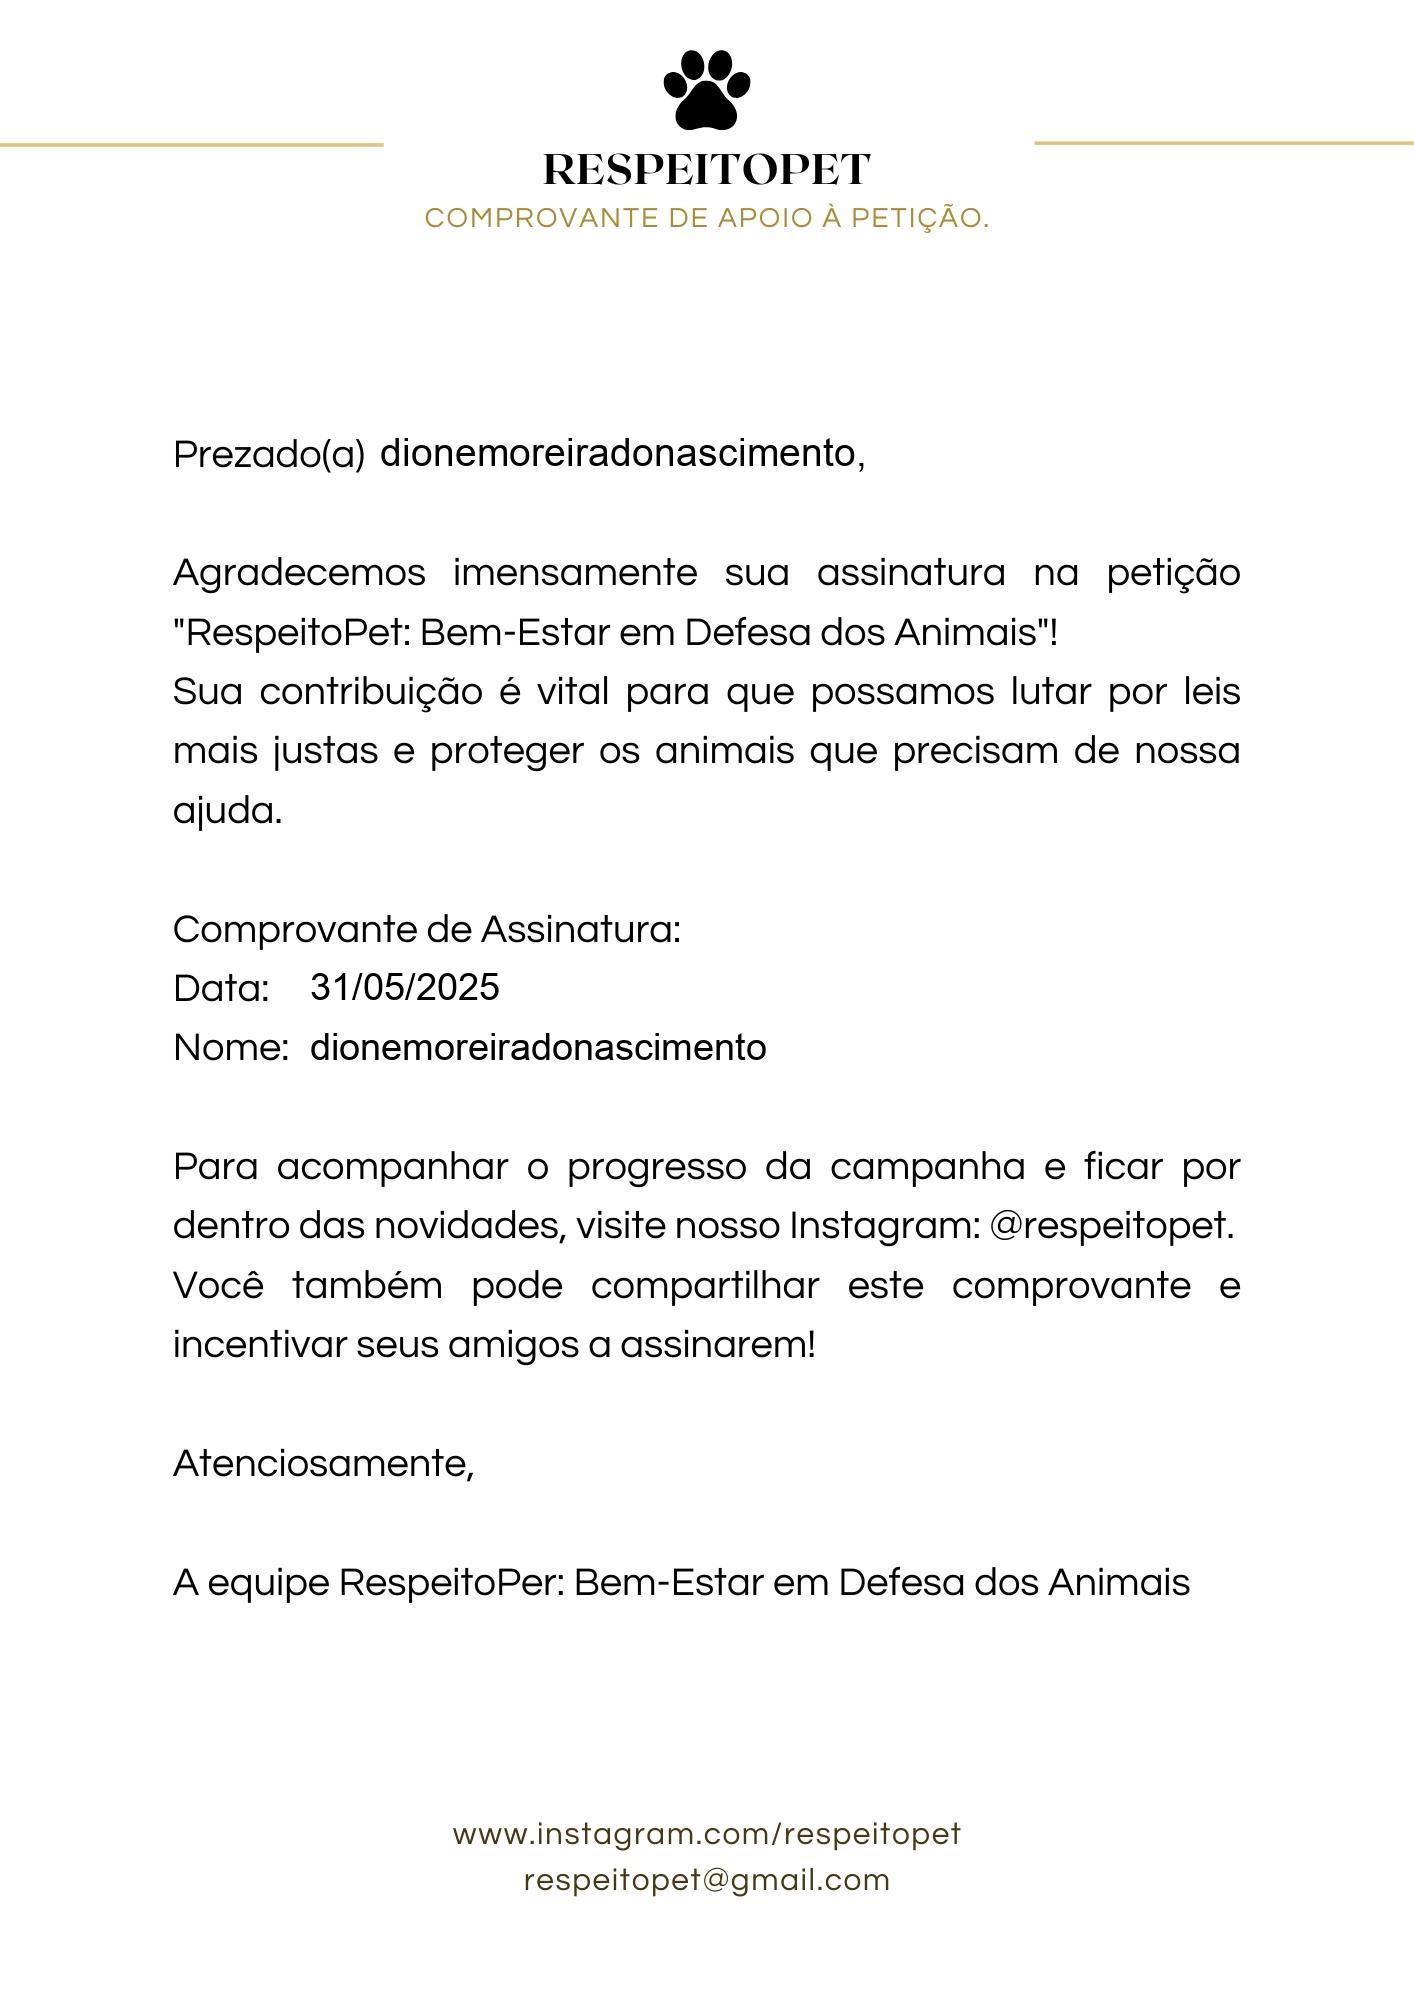 RESPEITOPET
COMPROVANTE DE APOIO À PETIÇÃO.
Prezado(a) dionemoreiradonascimento,
Agradecemos imensamente sua assinatura na petição
"RespeitoPet: Bem-Estar em Defesa dos Animais"!
Sua contribuição é vital para que possamos lutar por leis
mais justas e proteger os animais que precisam de nossa
ajuda.
Comprovante de Assinatura:
Data: 31/05/2025
Nome: dionemoreiradonascimento
Para acompanhar o progresso da campanha e ficar por
dentro das novidades, visite nosso Instagram: @respeitopet.
Você também pode compartilhar este comprovante e
incentivar seus amigos a assinarem!
Atenciosamente,
A equipe RespeitoPer: Bem-Estar em Defesa dos Animais
www.instagram.com/respeitopet
respeitopet@gmail.com